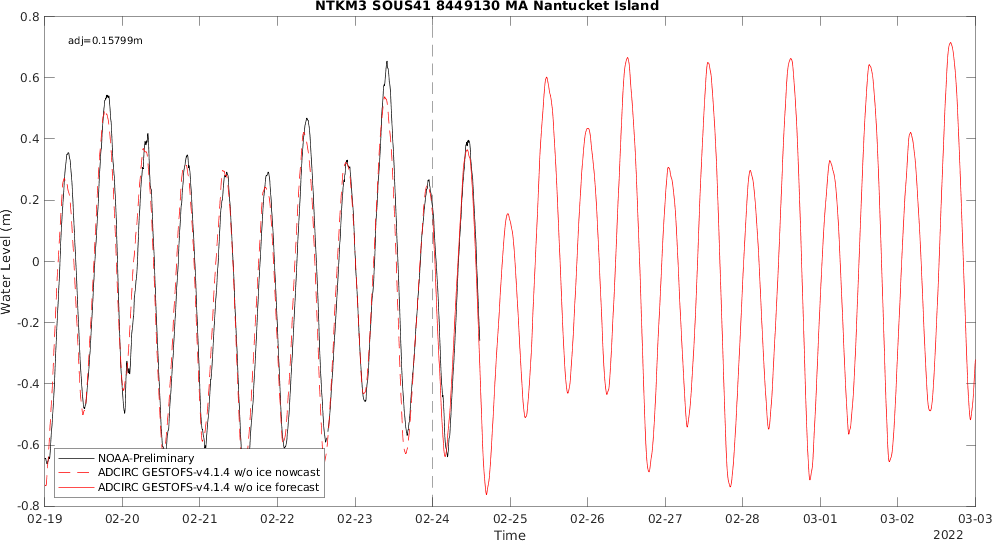 NTKM3 SOUS41 8449130 MA Nantucket Island
adj=0.15799m
Water Level (m)
0.8
0.6
0.4
0.2
0
-0.2
-0.4
-0.6
-0.8
NOAA-Preliminary
ADCIRC GESTOFS-v4.1.4 w/o ice nowcast
ADCIRC GESTOFS-v4.1.4 w/o ice forecast
02-19 02-20 02-21 02-22 02-23 02-24 02-25 02-26 02-27 02-28 03-01 03-02 03-03
Time
2022